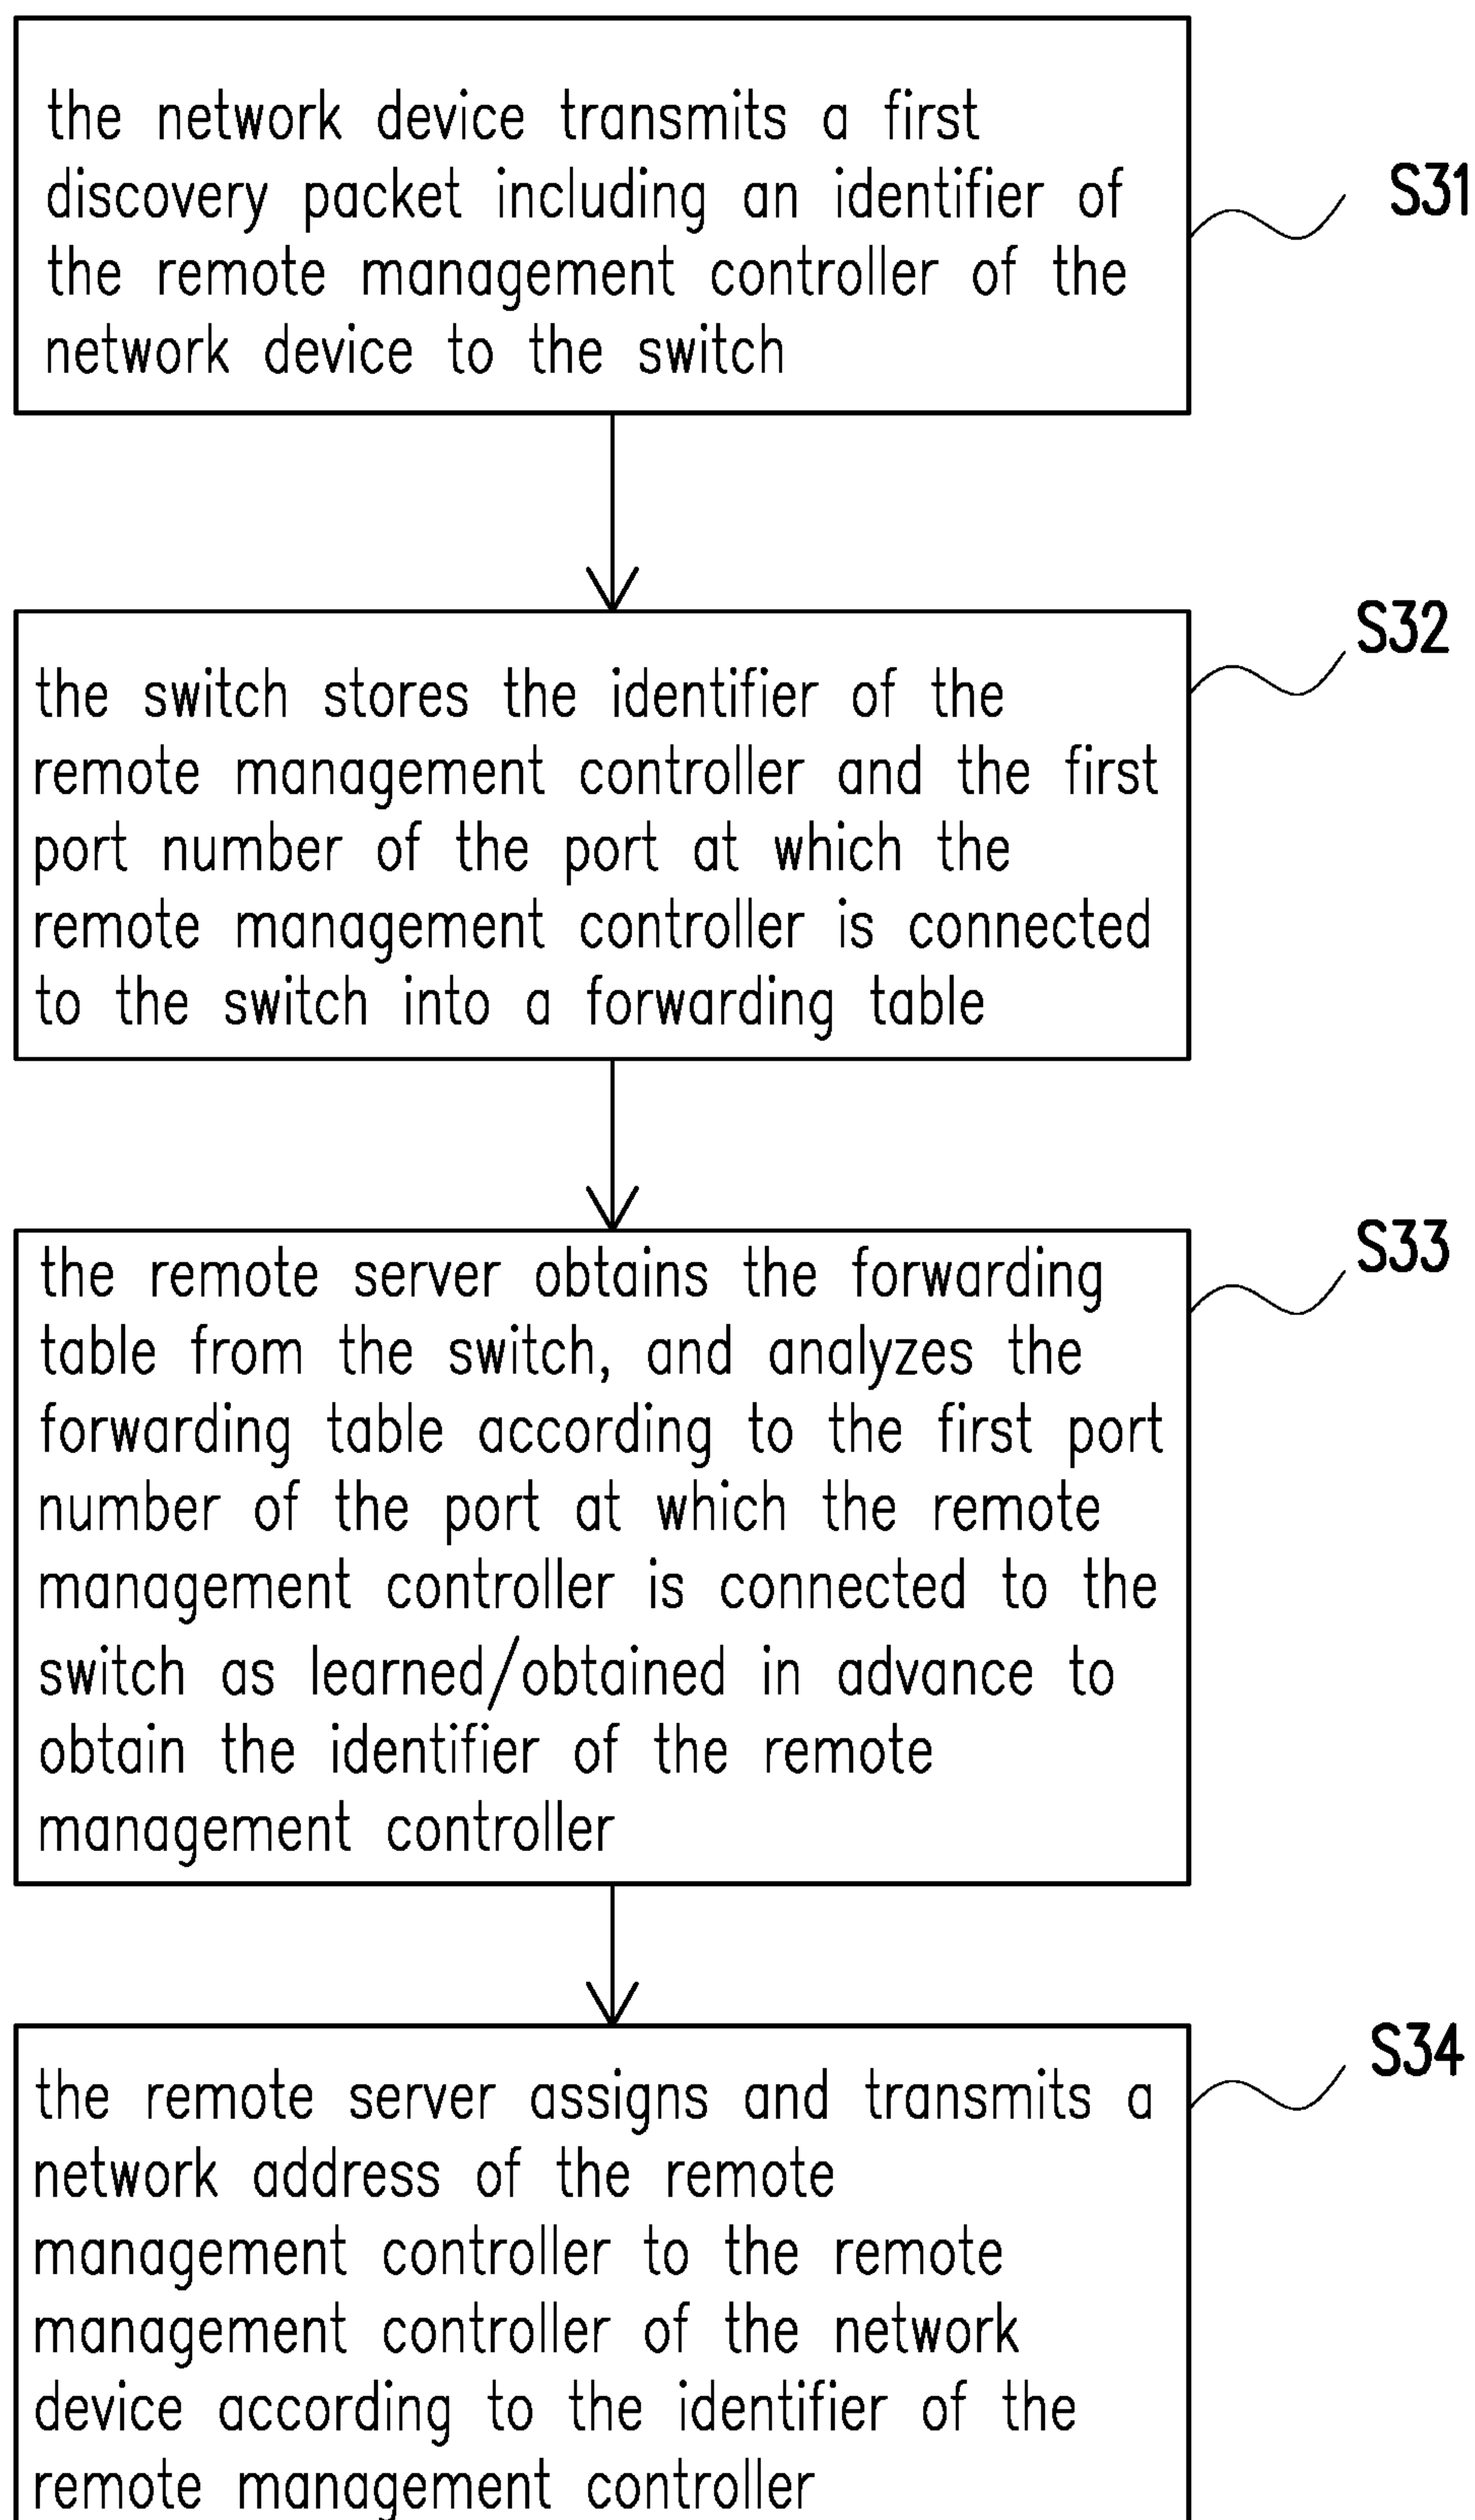 the network device transmits a first
discovery packet including an identifier of
the remote management controller of the
network device to the switch
S31
the switch stores the identifier of the
remote management controller and the first
port number of the port at which the
remote management controller is connected
to the switch into a forwarding table
S32
the remote server obtains the forwarding
table from the switch, and analyzes the
forwarding table according to the first port
number of the port at which the remote
management controller is connected to the
switch as learned/obtained in advance to
obtain the identifier of the remote
management controller
S33
the remote server assigns and transmits a
network address of the remote
management controller to the remote
management controller of the network
device according to the identifier of the
remote management controller
S34